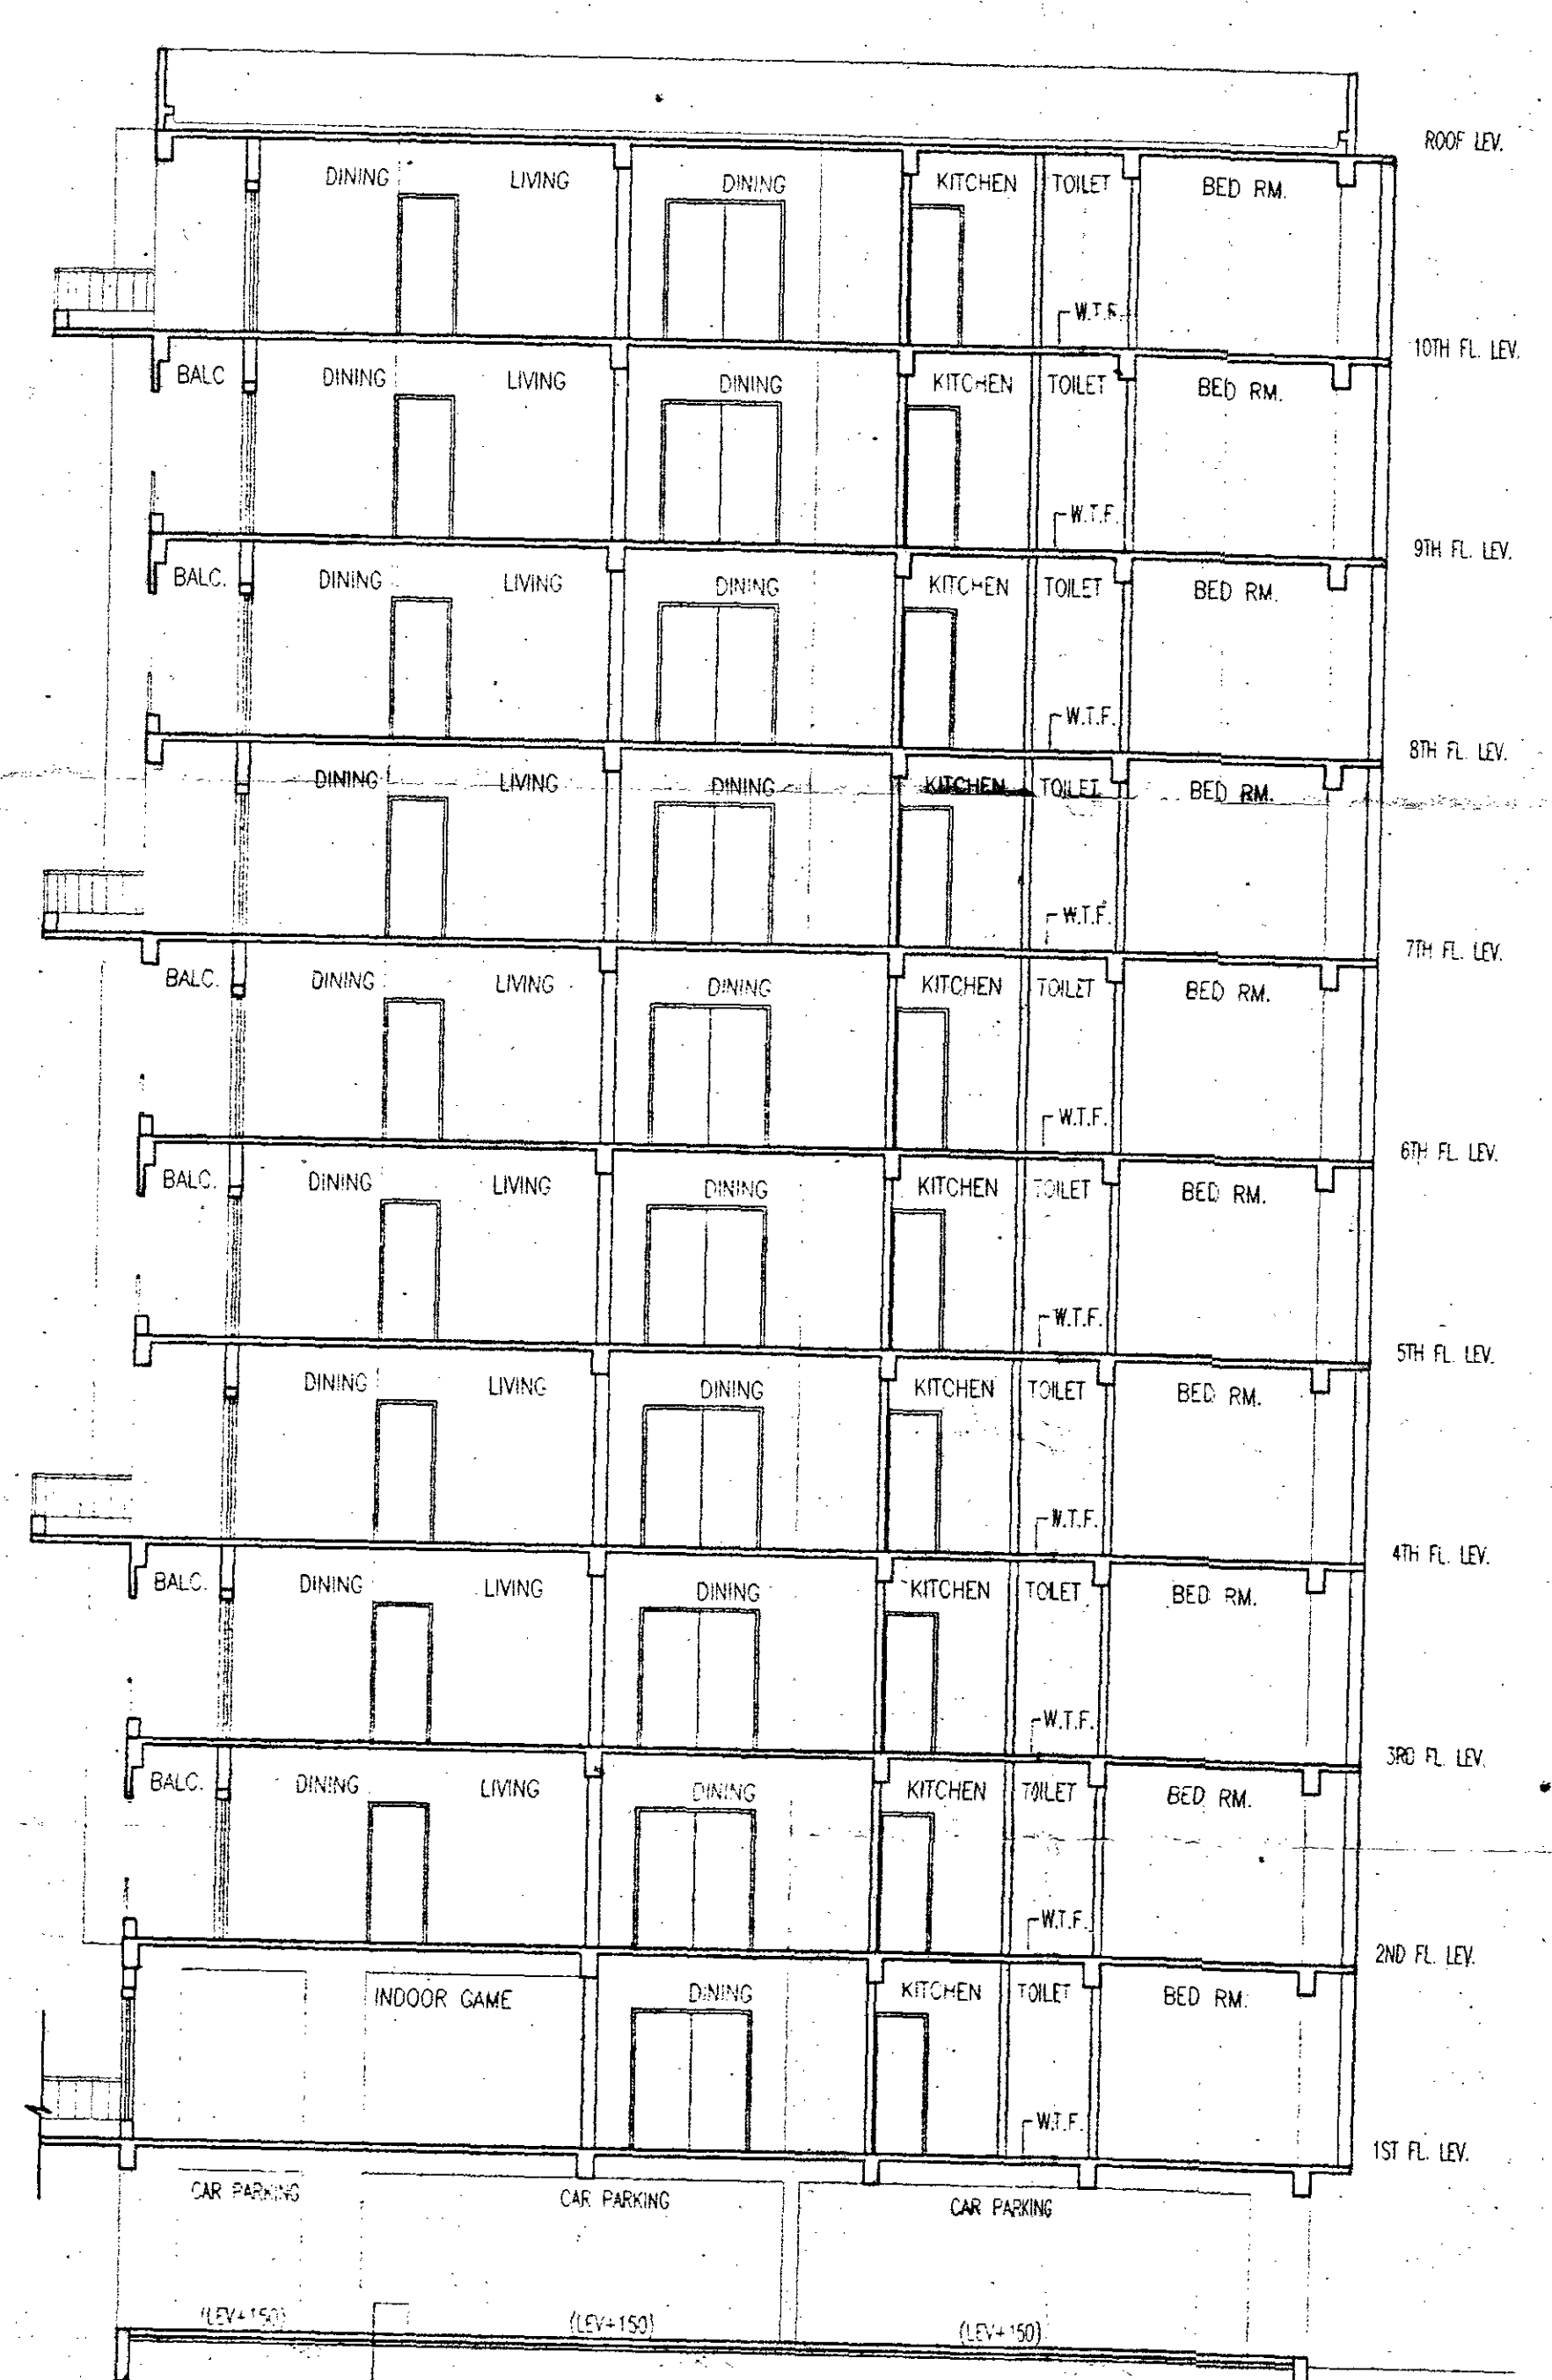 ROOF LEV.
DINING LIVING DINING KITCHEN TOILET BED RM.
W.T.F.
10TH FL. LEV.
BALC DINING LIVING DINING KITCHEN TOILET BED RM.
W.T.F.
9TH FL. LEV.
BALC. DINING LIVING DINING KITCHEN TOILET BED RM.
W.T.F.
8TH FL. LEV.
DINING LIVING DINING KITCHEN TOILET BED RM.
W.T.F.
7TH FL. LEV.
BALC. DINING LIVING DINING KITCHEN TOILET BED RM.
W.T.F.
6TH FL. LEV.
BALC. DINING LIVING DINING KITCHEN TOILET BED RM.
W.T.F.
5TH FL. LEV.
DINING LIVING DINING KITCHEN TOILET BED RM.
W.T.F.
4TH FL. LEV.
BALC. DINING LIVING DINING KITCHEN TOILET BED RM.
W.T.F.
3RD FL. LEV.
BALC. DINING LIVING DINING KITCHEN TOILET BED RM.
W.T.F.
2ND FL. LEV.
INDOOR GAME DINING KITCHEN TOILET BED RM.
W.T.F.
1ST FL. LEV.
CAR PARKING CAR PARKING CAR PARKING
(LEV+150) (LEV+150) (LEV+150)